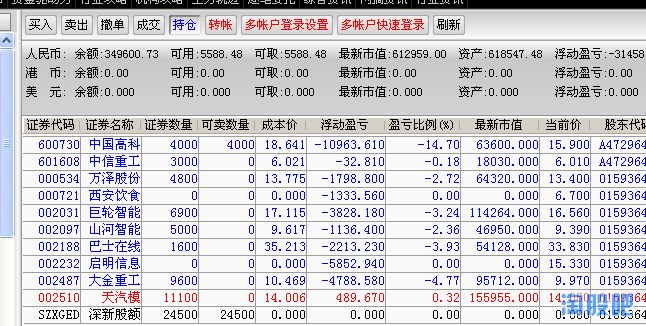 买入 卖出 撤单 成交 持仓 转帐 多帐户登录设置 多帐户快速登录 刷新
人民币: 余额:349600.73 可用:5588.48 可取:5588.48 最新市值:612959.00 资产:618547.48 浮动盈亏:-31458
港 币: 余额:0.00 可用:0.00 可取:0.00 最新市值:0.00 资产:0.00 浮动盈亏:0.00
美 元: 余额:0.000 可用:0.000 可取:0.000 最新市值:0.000 资产:0.000 浮动盈亏:0.000
证券代码 证券名称 证券数量 可卖数量 成本价 浮动盈亏 盈亏比例(%) 最新市值 当前价 股东代
600730 中国高科 4000 4000 18.641 -10963.610 -14.70 63600.000 15.900 A472964
601608 中信重工 3000 0 6.021 -32.810 -0.18 18030.000 6.010 A472964
000534 万泽股份 4800 0 13.775 -1798.800 -2.72 64320.000 13.400 0159364
000721 西安饮食 0 0 0.000 -1333.560 0.00 0.000 6.700 0159364
002031 巨轮智能 6900 0 17.115 -3828.180 -3.24 114264.000 16.560 0159364
002097 山河智能 5000 0 9.617 -1136.400 -2.36 46950.000 9.390 0159364
002188 巴士在线 1600 0 35.213 -2213.230 -3.93 54128.000 33.830 0159364
002232 启明信息 0 0 0.000 -5852.940 0.00 0.000 15.330 0159364
002487 大金重工 9600 0 10.469 -4788.580 -4.77 95712.000 9.970 0159364
002510 天汽模 11100 0 14.006 489.670 0.32 155955.000 14.050 0159364
SZXGED 深新股额 24500 24500 0.000 0.000 0.00 0.000 0.000 0159364
淘股吧